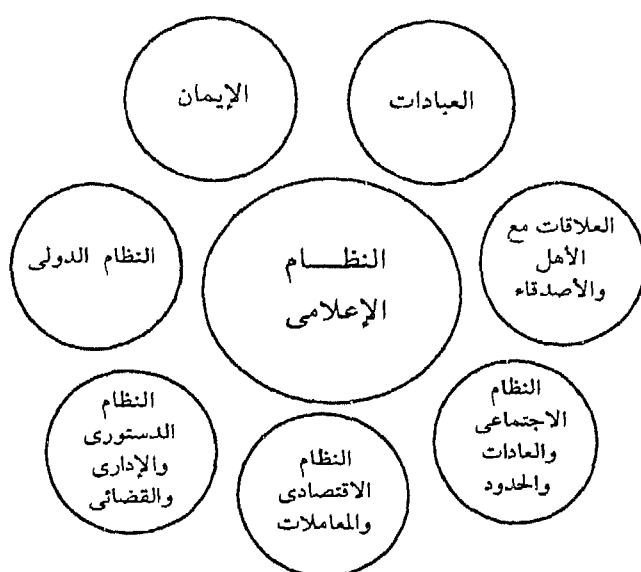 العبادات
الإيمان
العلاقات مع
الأهل
والأصدقاء
النظــــام
الإعلامى
النظام الدولى
النظام
الاجتماعى
والعادات
والحدود
النظام
الاقتصادى
والمعاملات
النظام
الدستورى
والإدارى
والقضائى